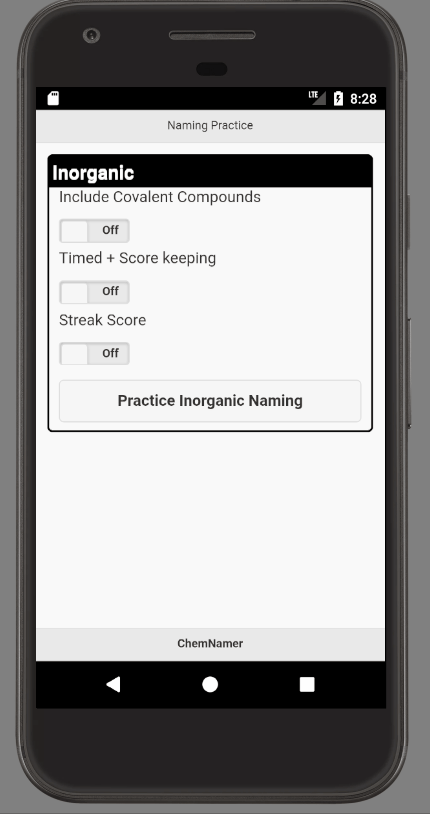 LTE 8:28
Naming Practice
Inorganic
Include Covalent Compounds
Off
Timed + Score keeping
Off
Streak Score
Off
Practice Inorganic Naming
ChemNamer